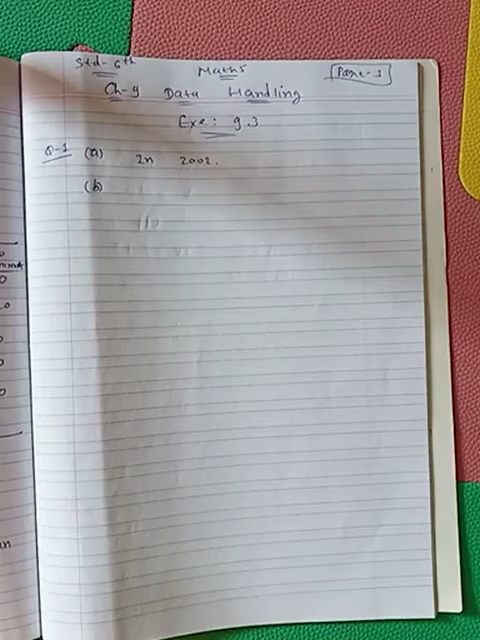 Std-6th
Maths
Page-1
Ch-9 Data Handling
Exe: 9.3
Q-1 (a) In 2002.
(b)